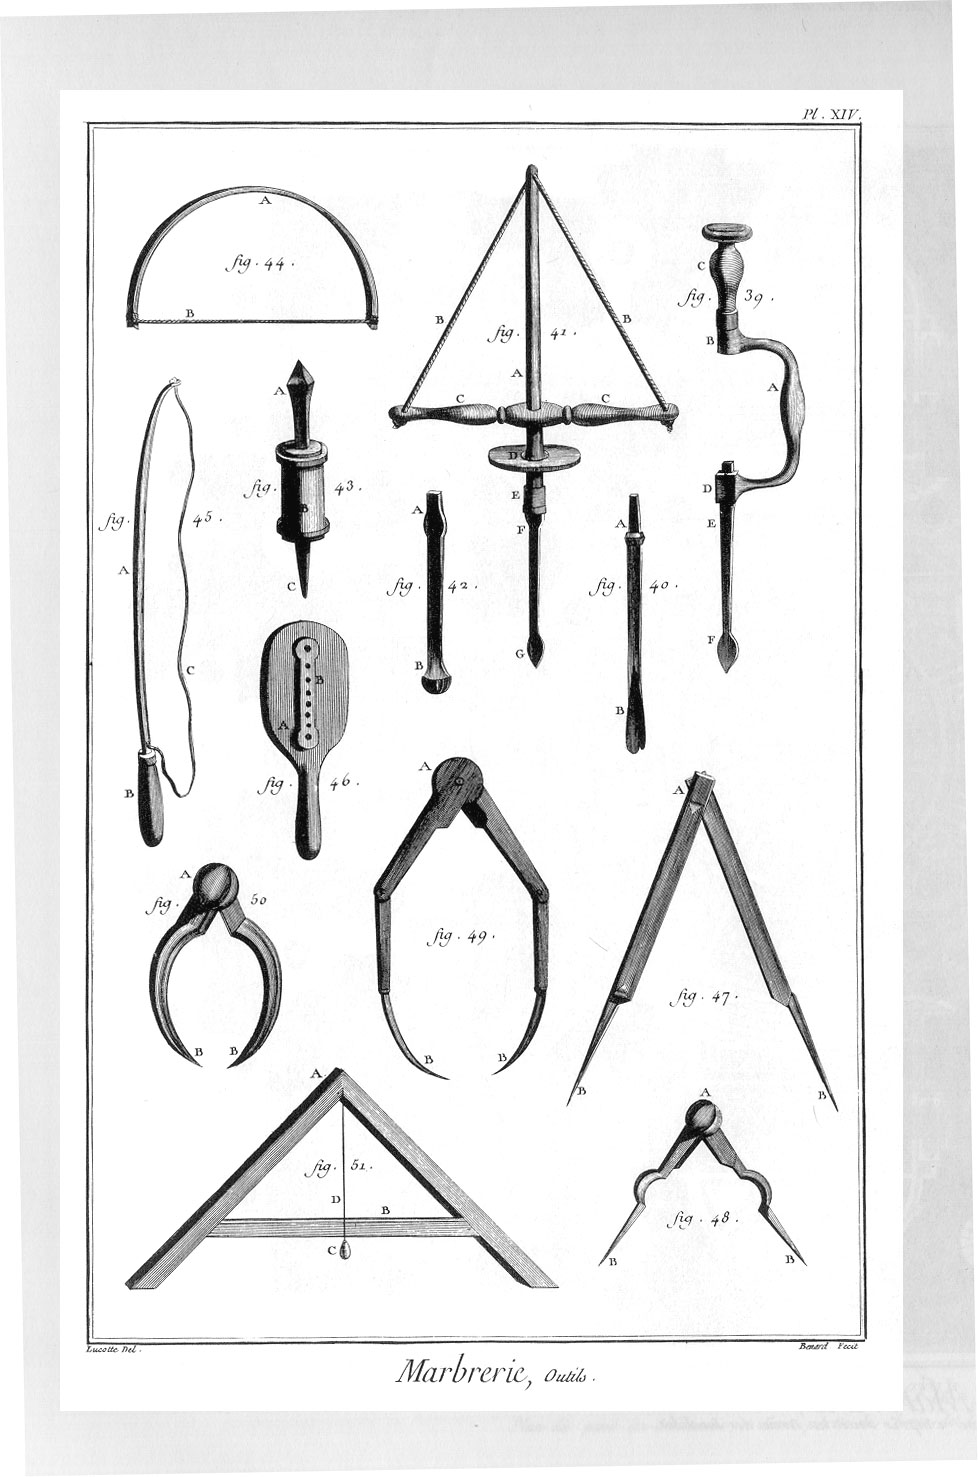 Pl. XIV.
A
fig. 44.
B
C
fig. 39.
B
A
D
E
F
B
fig. 41.
B
A
C
C
D
E
F
G
A
fig. 43.
B
C
fig. 45.
A
C
B
A
fig. 42.
B
A
fig. 40.
B
B
A
fig. 46.
A
fig. 50
B B
A
fig. 49.
B B
A
fig. 47.
B B
A.
fig. 51.
D
B
C
A
fig. 48.
B B
Lucotte Del.
Benard Fecit
Marbrerie, Outils.